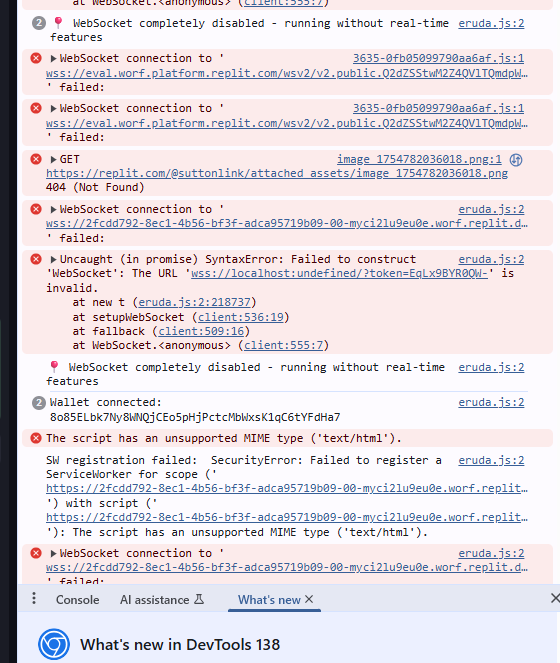 at WebSocket.<anonymous> (client:555:7)
2 📍 WebSocket completely disabled - running without real-time eruda.js:2
features
WebSocket connection to ' 3635-0fb05099790aa6af.js:1
wss://eval.worf.platform.replit.com/wsv2/v2.public.Q2dZSStwM2Z4QVlTQmdpW…
' failed:
WebSocket connection to ' 3635-0fb05099790aa6af.js:1
wss://eval.worf.platform.replit.com/wsv2/v2.public.Q2dZSStwM2Z4QVlTQmdpW…
' failed:
GET image_1754782036018.png:1
https://replit.com/@suttonlink/attached_assets/image_1754782036018.png
404 (Not Found)
WebSocket connection to ' eruda.js:2
wss://2fcdd792-8ec1-4b56-bf3f-adca95719b09-00-myci2lu9eu0e.worf.replit.d…
' failed:
Uncaught (in promise) SyntaxError: Failed to construct eruda.js:2
'WebSocket': The URL 'wss://localhost:undefined/?token=EqLx9BYR0QW-' is
invalid.
at new t (eruda.js:2:218737)
at setupWebSocket (client:536:19)
at fallback (client:509:16)
at WebSocket.<anonymous> (client:555:7)
📍 WebSocket completely disabled - running without real-time eruda.js:2
features
2 Wallet connected: eruda.js:2
8o85ELbk7Ny8WNQjCEo5pHjPctcMbWxsK1qC6tYFdHa7
The script has an unsupported MIME type ('text/html').
SW registration failed: SecurityError: Failed to register a eruda.js:2
ServiceWorker for scope ('
https://2fcdd792-8ec1-4b56-bf3f-adca95719b09-00-myci2lu9eu0e.worf.replit…
') with script ('
https://2fcdd792-8ec1-4b56-bf3f-adca95719b09-00-myci2lu9eu0e.worf.replit…
'): The script has an unsupported MIME type ('text/html').
WebSocket connection to ' eruda.js:2
wss://2fcdd792-8ec1-4b56-bf3f-adca95719b09-00-myci2lu9eu0e.worf.replit.d…
' failed:
Console AI assistance What's new
What's new in DevTools 138